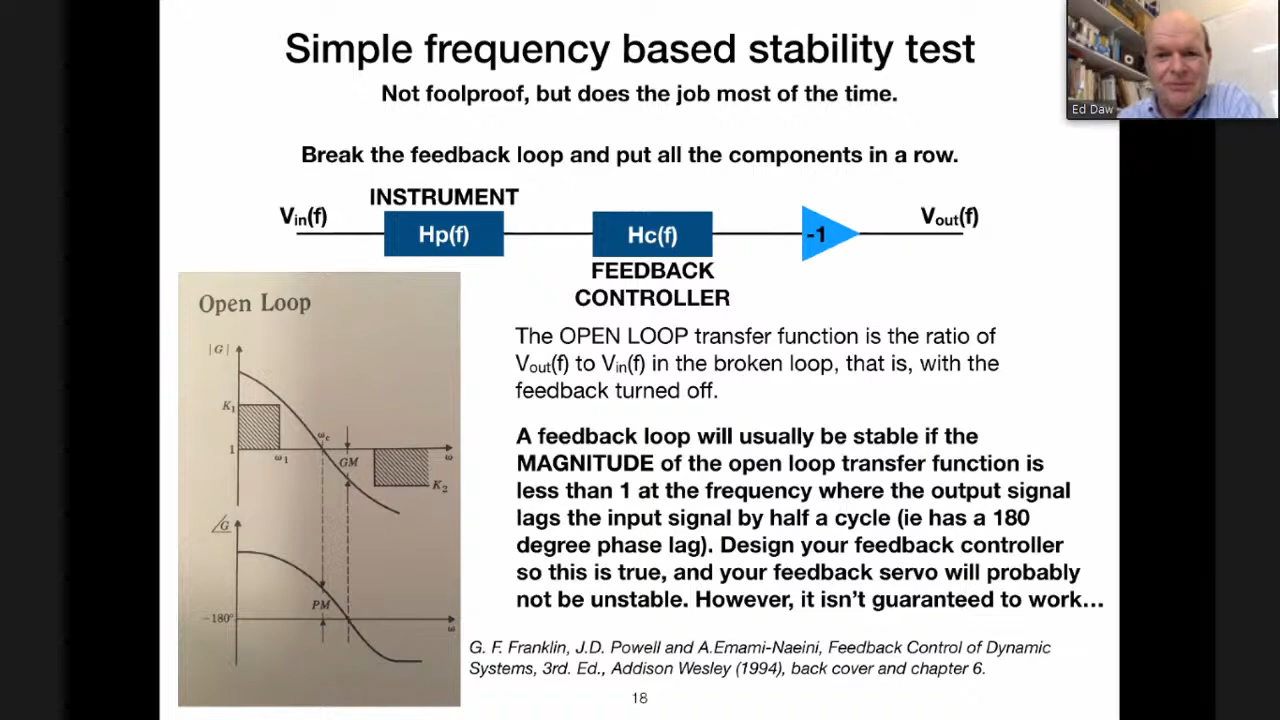 Simple frequency based stability test
Not foolproof, but does the job most of the time.
Ed Daw
Break the feedback loop and put all the components in a row.
INSTRUMENT
Vin(f)
Hp(f)
Hc(f)
-1
Vout(f)
FEEDBACK
CONTROLLER
Open Loop
|G|
K1
ωc
1
ω1
GM
ω
K2
∠G
PM
-180°
ω
The OPEN LOOP transfer function is the ratio of
Vout(f) to Vin(f) in the broken loop, that is, with the
feedback turned off.
A feedback loop will usually be stable if the
MAGNITUDE of the open loop transfer function is
less than 1 at the frequency where the output signal
lags the input signal by half a cycle (ie has a 180
degree phase lag). Design your feedback controller
so this is true, and your feedback servo will probably
not be unstable. However, it isn't guaranteed to work…
G. F. Franklin, J.D. Powell and A.Emami-Naeini, Feedback Control of Dynamic
Systems, 3rd. Ed., Addison Wesley (1994), back cover and chapter 6.
18